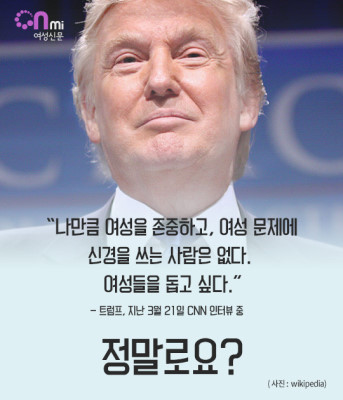 on mi
여성신문
“나만큼 여성을 존중하고, 여성 문제에
신경을 쓰는 사람은 없다.
여성들을 돕고 싶다.”
- 트럼프, 지난 3월 21일 CNN 인터뷰 중
정말로요?
( 사진 : wikipedia)